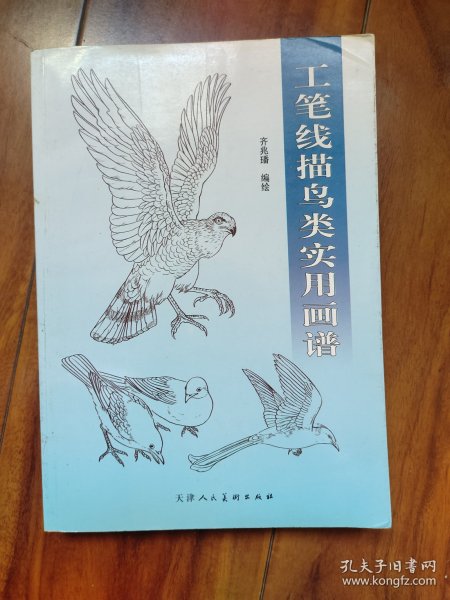 工笔线描鸟类实用画谱
齐兆璠 编绘
天津人民美术出版社
孔夫子旧书网
www.kongfz.com